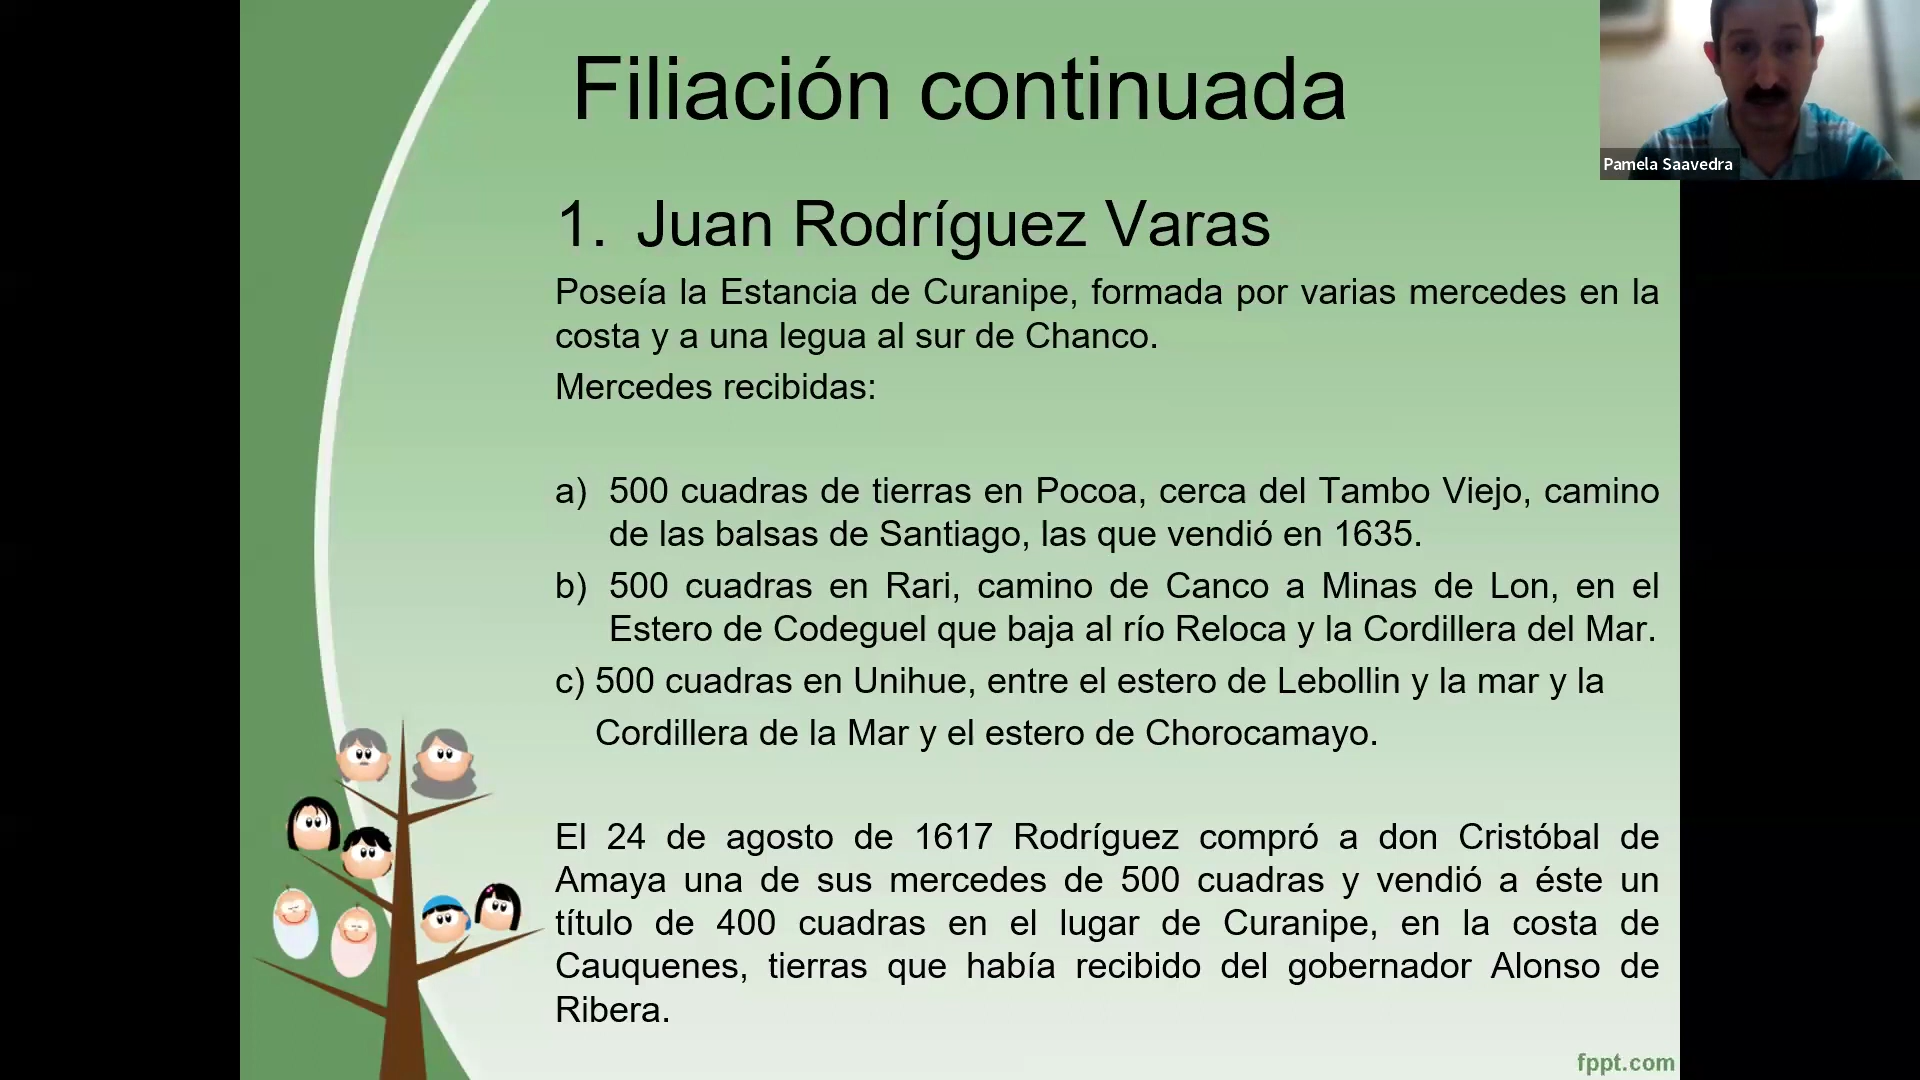 Filiación continuada
Pamela Saavedra
1. Juan Rodríguez Varas
Poseía la Estancia de Curanipe, formada por varias mercedes en la
costa y a una legua al sur de Chanco.
Mercedes recibidas:
a) 500 cuadras de tierras en Pocoa, cerca del Tambo Viejo, camino
de las balsas de Santiago, las que vendió en 1635.
b) 500 cuadras en Rari, camino de Canco a Minas de Lon, en el
Estero de Codeguel que baja al río Reloca y la Cordillera del Mar.
c) 500 cuadras en Unihue, entre el estero de Lebollin y la mar y la
Cordillera de la Mar y el estero de Chorocamayo.
El 24 de agosto de 1617 Rodríguez compró a don Cristóbal de
Amaya una de sus mercedes de 500 cuadras y vendió a éste un
título de 400 cuadras en el lugar de Curanipe, en la costa de
Cauquenes, tierras que había recibido del gobernador Alonso de
Ribera.
fppt.com